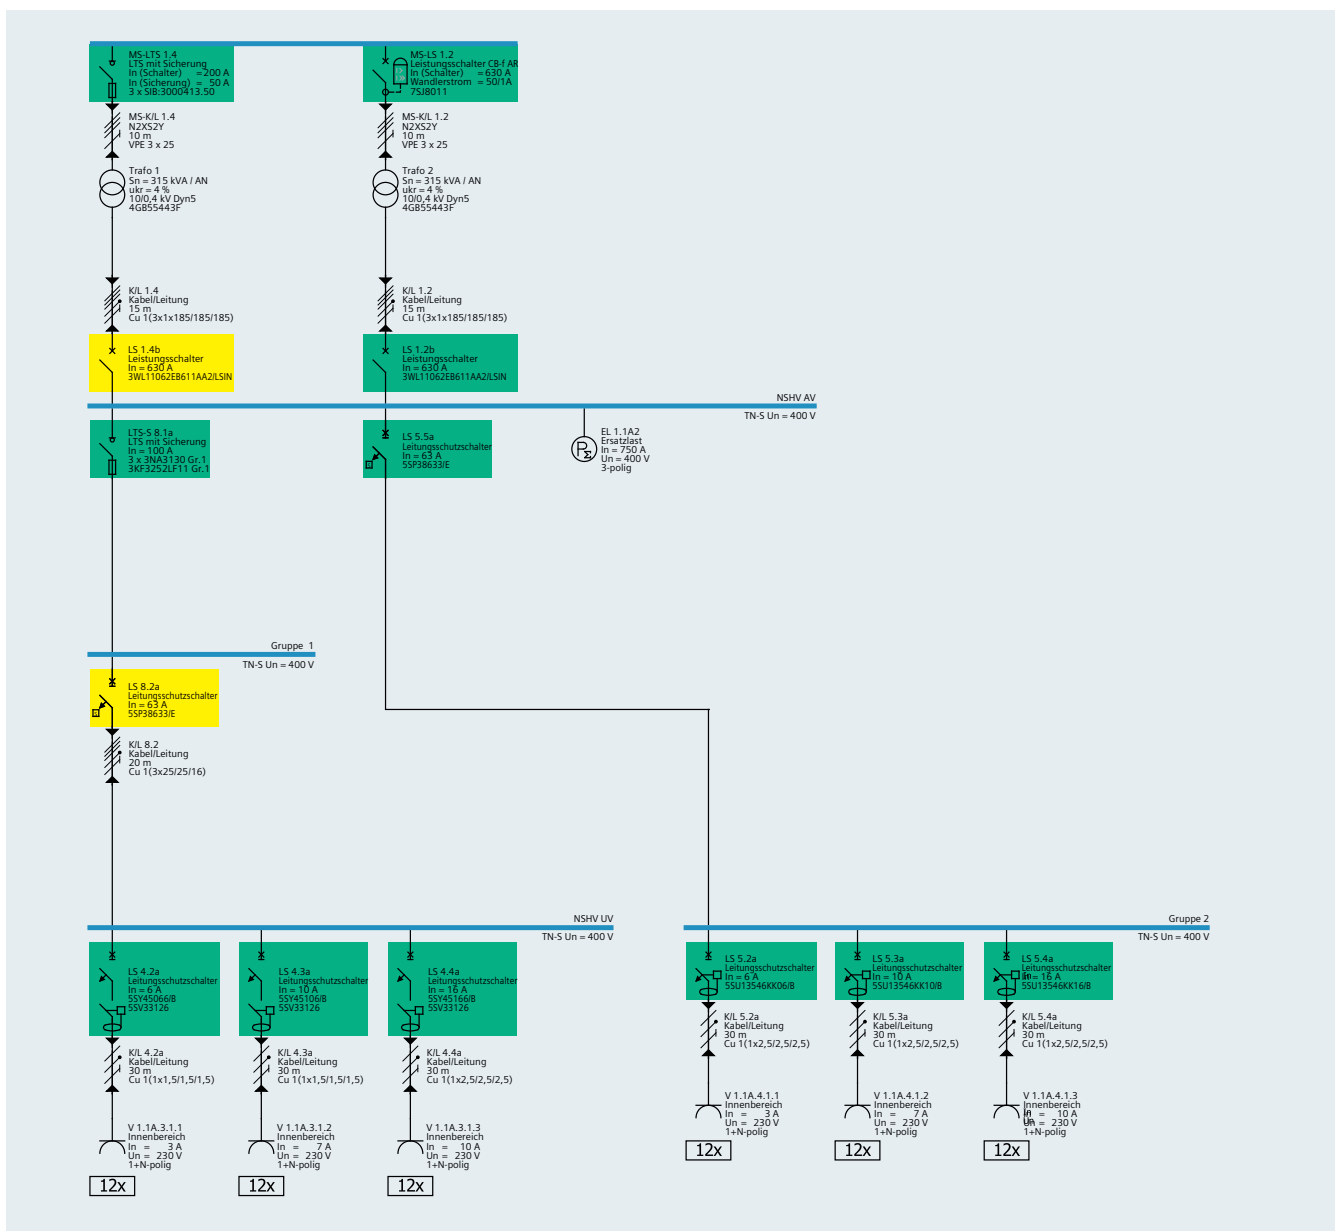 MS-LTS 1.4
LTS mit Sicherung
In (Schalter) = 200 A
In (Sicherung) = 50 A
3 x SIB:3000413.50
MS-LS 1.2
Leistungsschalter CB-f AR
In (Schalter) = 630 A
Wandlerstrom = 50/1A
7SJ8011
MS-K/L 1.4
N2XS2Y
10 m
VPE 3 x 25
MS-K/L 1.2
N2XS2Y
10 m
VPE 3 x 25
Trafo 1
Sn = 315 kVA / AN
ukr = 4 %
10/0,4 kV Dyn5
4GB55443F
Trafo 2
Sn = 315 kVA / AN
ukr = 4 %
10/0,4 kV Dyn5
4GB55443F
K/L 1.4
Kabel/Leitung
15 m
Cu 1(3x1x185/185/185)
K/L 1.2
Kabel/Leitung
15 m
Cu 1(3x1x185/185/185)
LS 1.4b
Leistungsschalter
In = 630 A
3WL11062EB611AA2/LSIN
LS 1.2b
Leistungsschalter
In = 630 A
3WL11062EB611AA2/LSIN
NSHV AV
TN-S Un = 400 V
LTS-S 8.1a
LTS mit Sicherung
In = 100 A
3 x 3NA3130 Gr.1
3KF3252LF11 Gr.1
LS 5.5a
Leitungsschutzschalter
In = 63 A
5SP38633/E
EL 1.1A2
Ersatzlast
In = 750 A
Un = 400 V
3-polig
PΣ
Gruppe 1
TN-S Un = 400 V
LS 8.2a
Leitungsschutzschalter
In = 63 A
5SP38633/E
K/L 8.2
Kabel/Leitung
20 m
Cu 1(3x25/25/16)
NSHV UV
TN-S Un = 400 V
Gruppe 2
TN-S Un = 400 V
LS 4.2a
Leitungsschutzschalter
In = 6 A
5SY45066/B
5SV33126
LS 4.3a
Leitungsschutzschalter
In = 10 A
5SY45106/B
5SV33126
LS 4.4a
Leitungsschutzschalter
In = 16 A
5SY45166/B
5SV33126
LS 5.2a
Leitungsschutzschalter
In = 6 A
5SU13546KK06/B
LS 5.3a
Leitungsschutzschalter
In = 10 A
5SU13546KK10/B
LS 5.4a
Leitungsschutzschalter
In = 16 A
5SU13546KK16/B
K/L 4.2a
Kabel/Leitung
30 m
Cu 1(1x1,5/1,5/1,5)
K/L 4.3a
Kabel/Leitung
30 m
Cu 1(1x1,5/1,5/1,5)
K/L 4.4a
Kabel/Leitung
30 m
Cu 1(1x2,5/2,5/2,5)
K/L 5.2a
Kabel/Leitung
30 m
Cu 1(1x2,5/2,5/2,5)
K/L 5.3a
Kabel/Leitung
30 m
Cu 1(1x2,5/2,5/2,5)
K/L 5.4a
Kabel/Leitung
30 m
Cu 1(1x2,5/2,5/2,5)
V 1.1A.3.1.1
Innenbereich
In = 3 A
Un = 230 V
1+N-polig
12x
V 1.1A.3.1.2
Innenbereich
In = 7 A
Un = 230 V
1+N-polig
12x
V 1.1A.3.1.3
Innenbereich
In = 10 A
Un = 230 V
1+N-polig
12x
V 1.1A.4.1.1
Innenbereich
In = 3 A
Un = 230 V
1+N-polig
12x
V 1.1A.4.1.2
Innenbereich
In = 7 A
Un = 230 V
1+N-polig
12x
V 1.1A.4.1.3
Innenbereich
In = 10 A
Un = 230 V
1+N-polig
12x